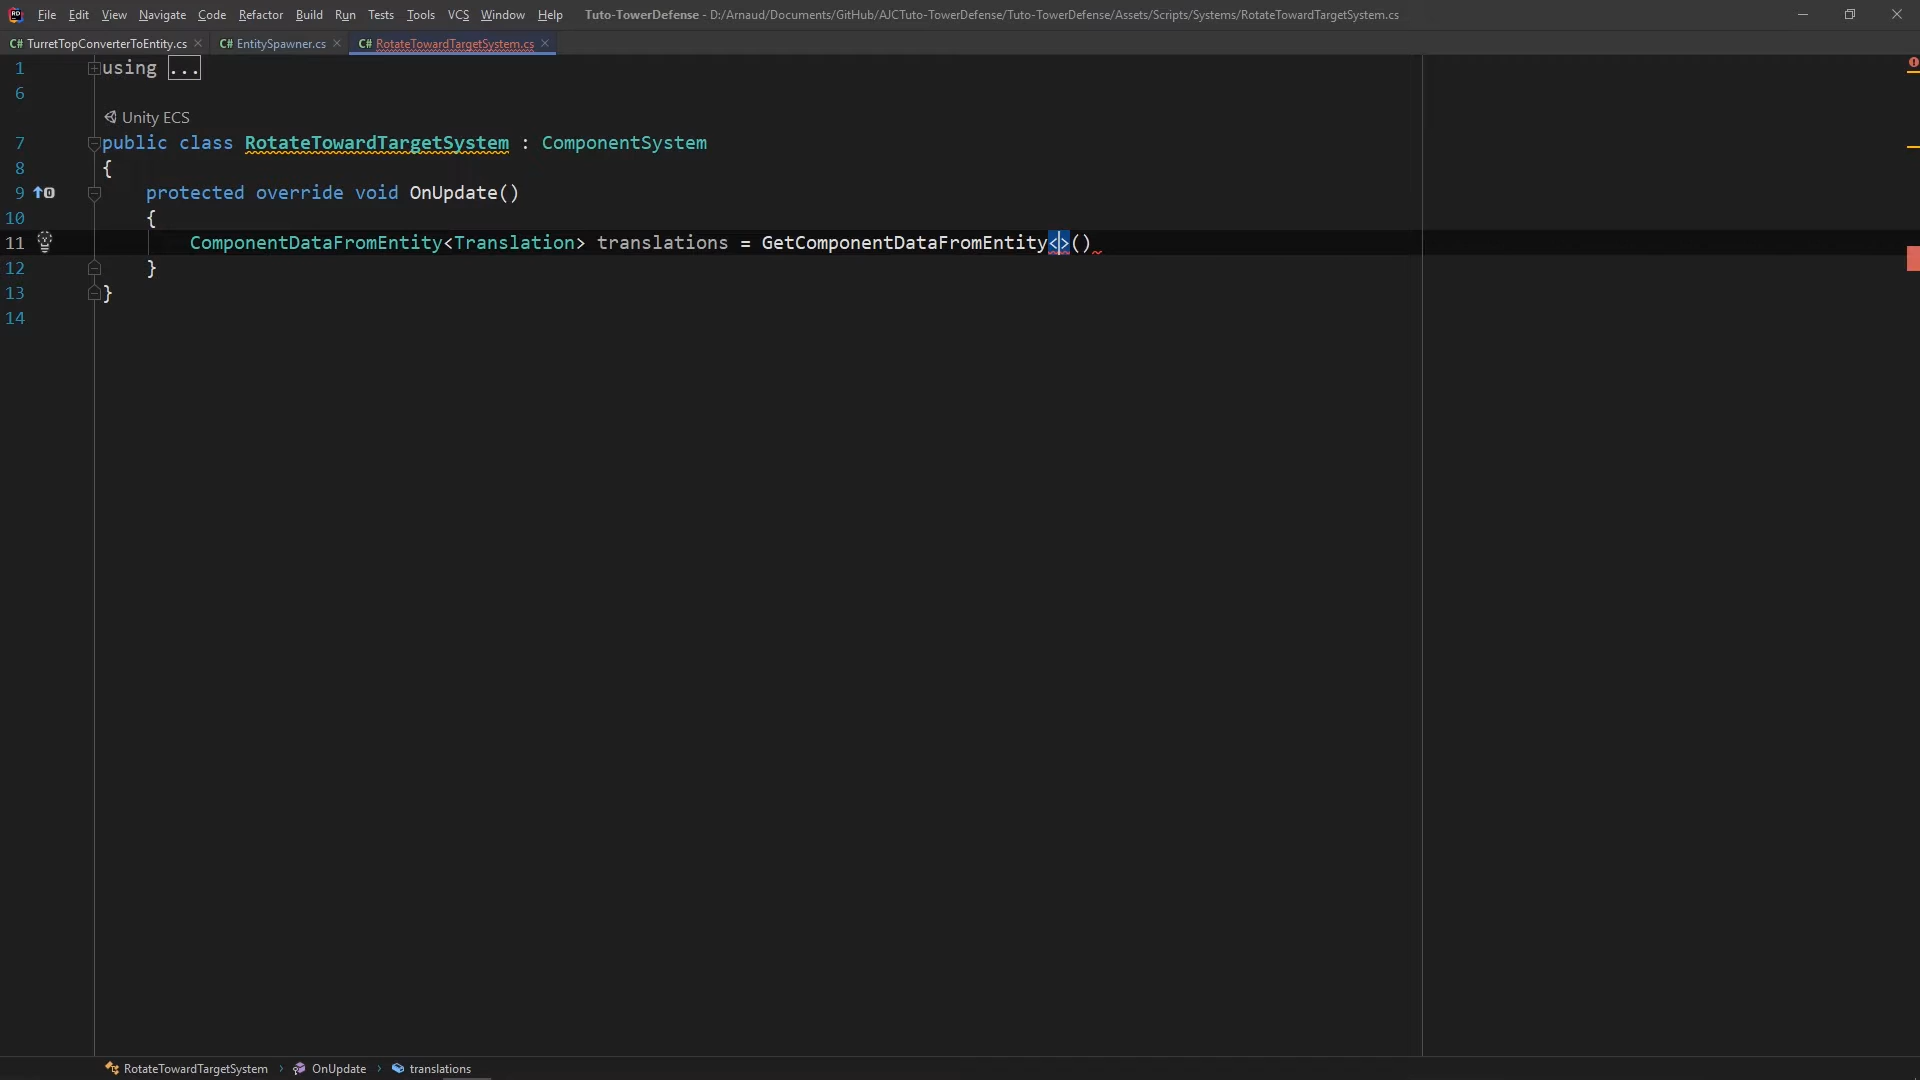 File Edit View Navigate Code Refactor Build Run Tests Tools VCS Window Help Tuto-TowerDefense - D:/Arnaud/Documents/GitHub/AJCTuto-TowerDefense/Tuto-TowerDefense/Assets/Scripts/Systems/RotateTowardTargetSystem.cs
C# TurretTopConverterToEntity.cs C# EntitySpawner.cs C# RotateTowardTargetSystem.cs
1 using ...
6
Unity ECS
7 public class RotateTowardTargetSystem : ComponentSystem
8 {
9 protected override void OnUpdate()
10 {
11 ComponentDataFromEntity<Translation> translations = GetComponentDataFromEntity<>()
12 }
13 }
14
RotateTowardTargetSystem › OnUpdate › translations